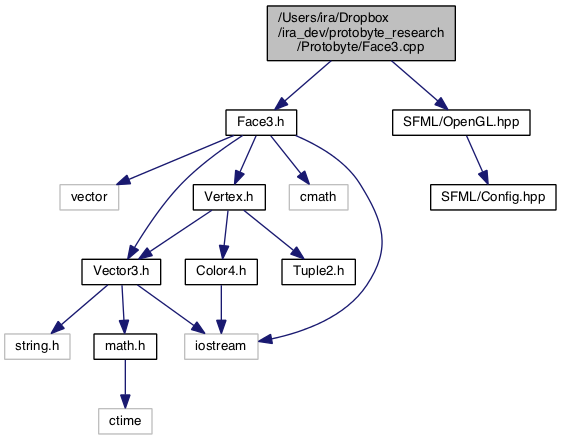 /Users/ira/Dropbox
/ira_dev/protobyte_research
/Protobyte/Face3.cpp
Face3.h
SFML/OpenGL.hpp
vector
Vertex.h
cmath
SFML/Config.hpp
Vector3.h
Color4.h
Tuple2.h
string.h
math.h
iostream
ctime